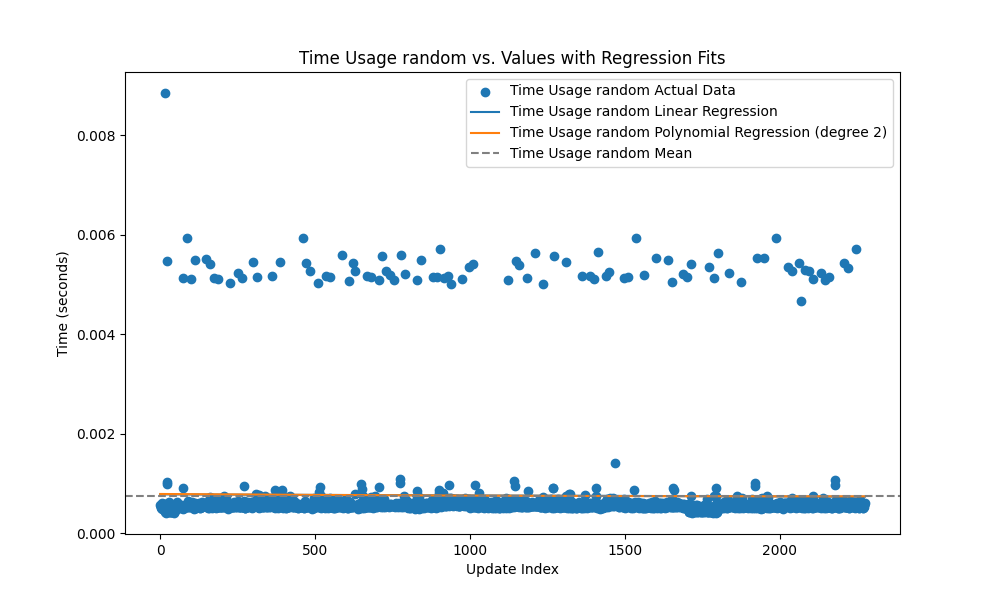 Time Usage random vs. Values with Regression Fits
Time Usage random Actual Data
Time Usage random Linear Regression
Time Usage random Polynomial Regression (degree 2)
Time Usage random Mean
Time (seconds)
0.008
0.006
0.004
0.002
0.000
0
500
1000
1500
2000
Update Index